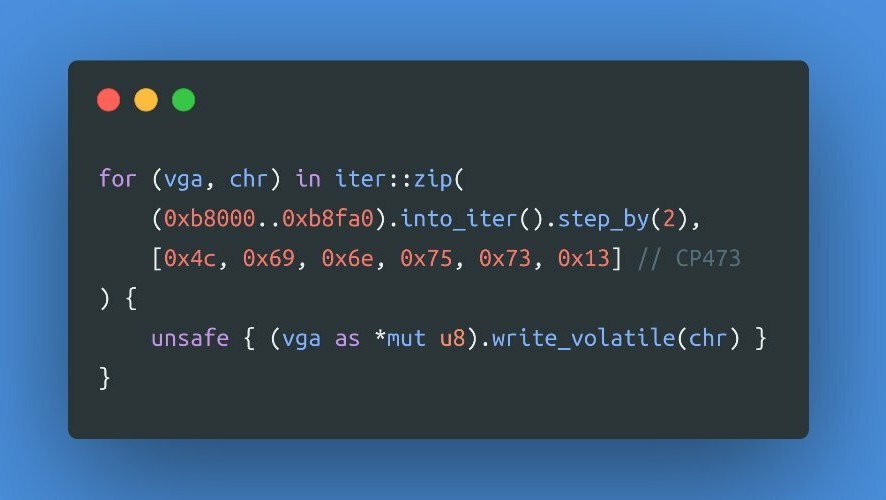 for (vga, chr) in iter::zip(
    (0xb8000..0xb8fa0).into_iter().step_by(2),
    [0x4c, 0x69, 0x6e, 0x75, 0x73, 0x13] // CP473
) {
    unsafe { (vga as *mut u8).write_volatile(chr) }
}